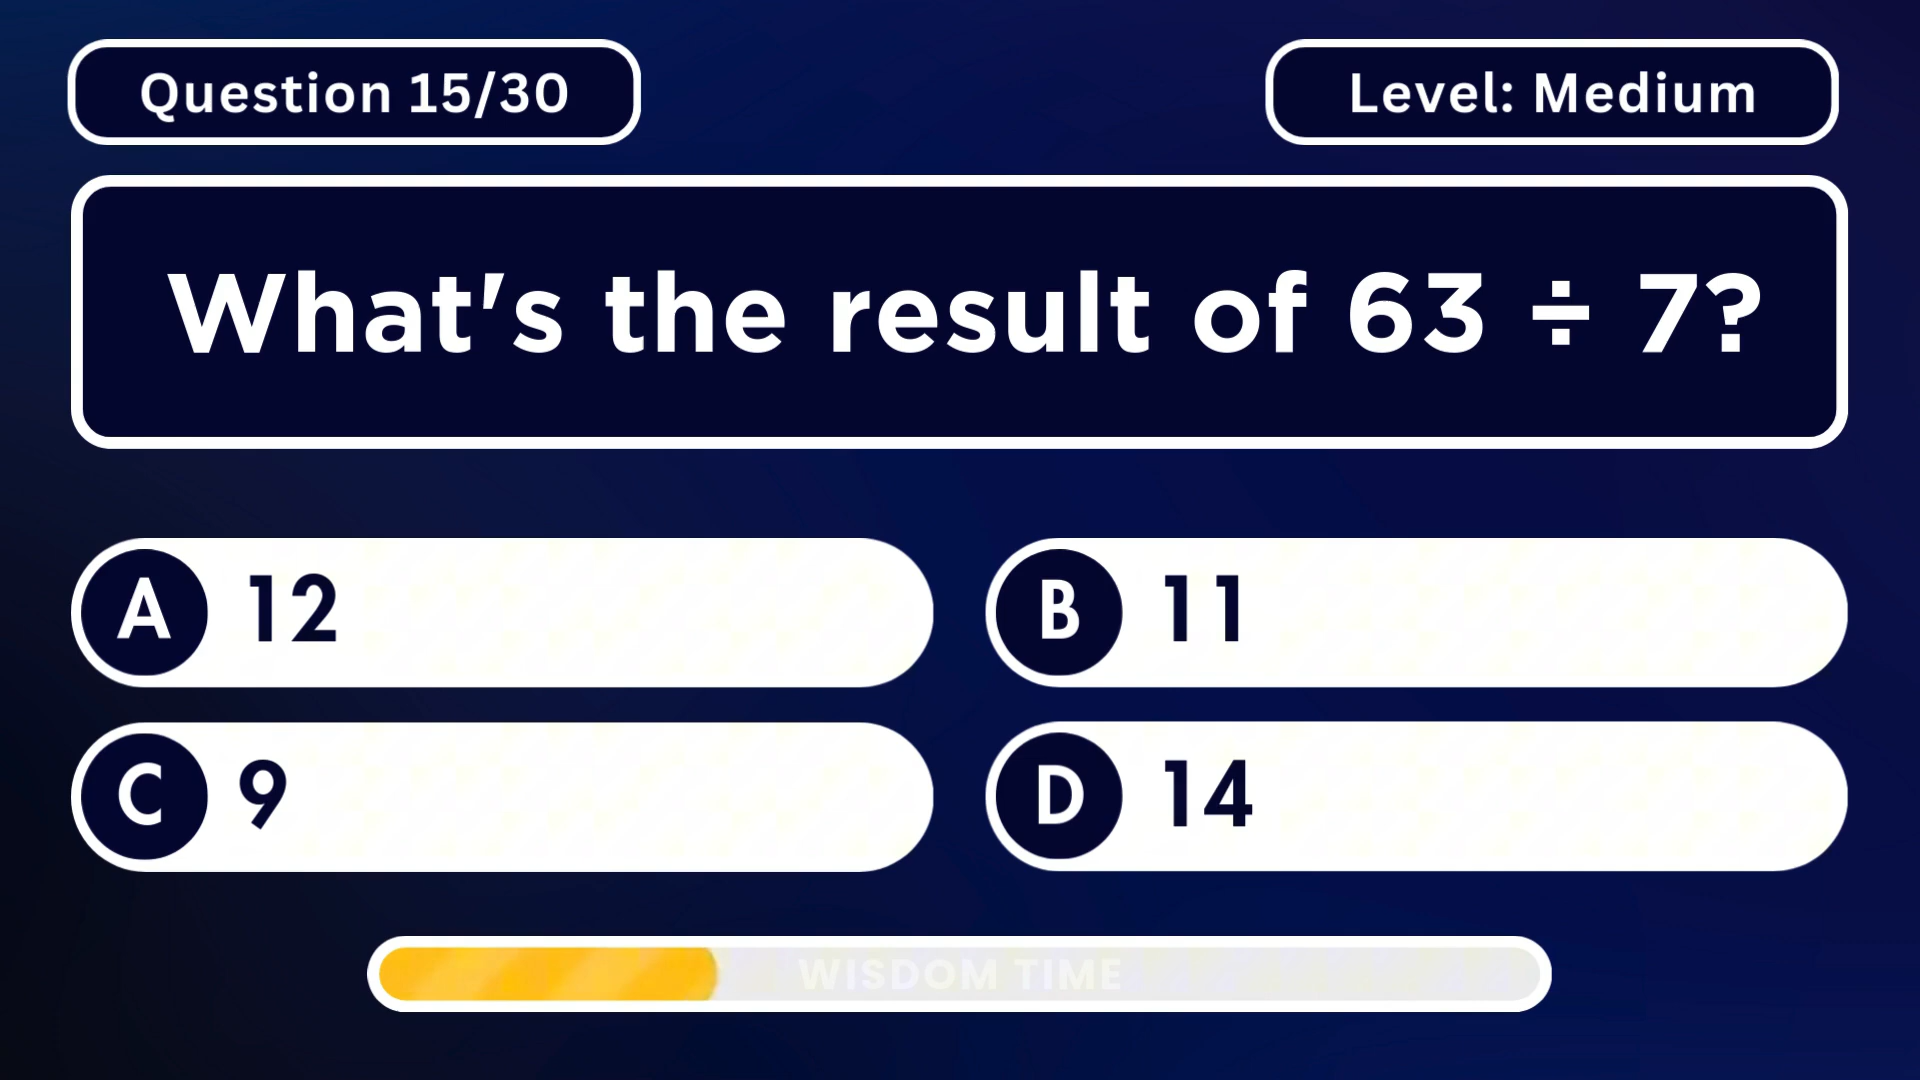 Question 15/30
Level: Medium
What's the result of 63 ÷ 7?
A 12
B 11
C 9
D 14
WISDOM TIME